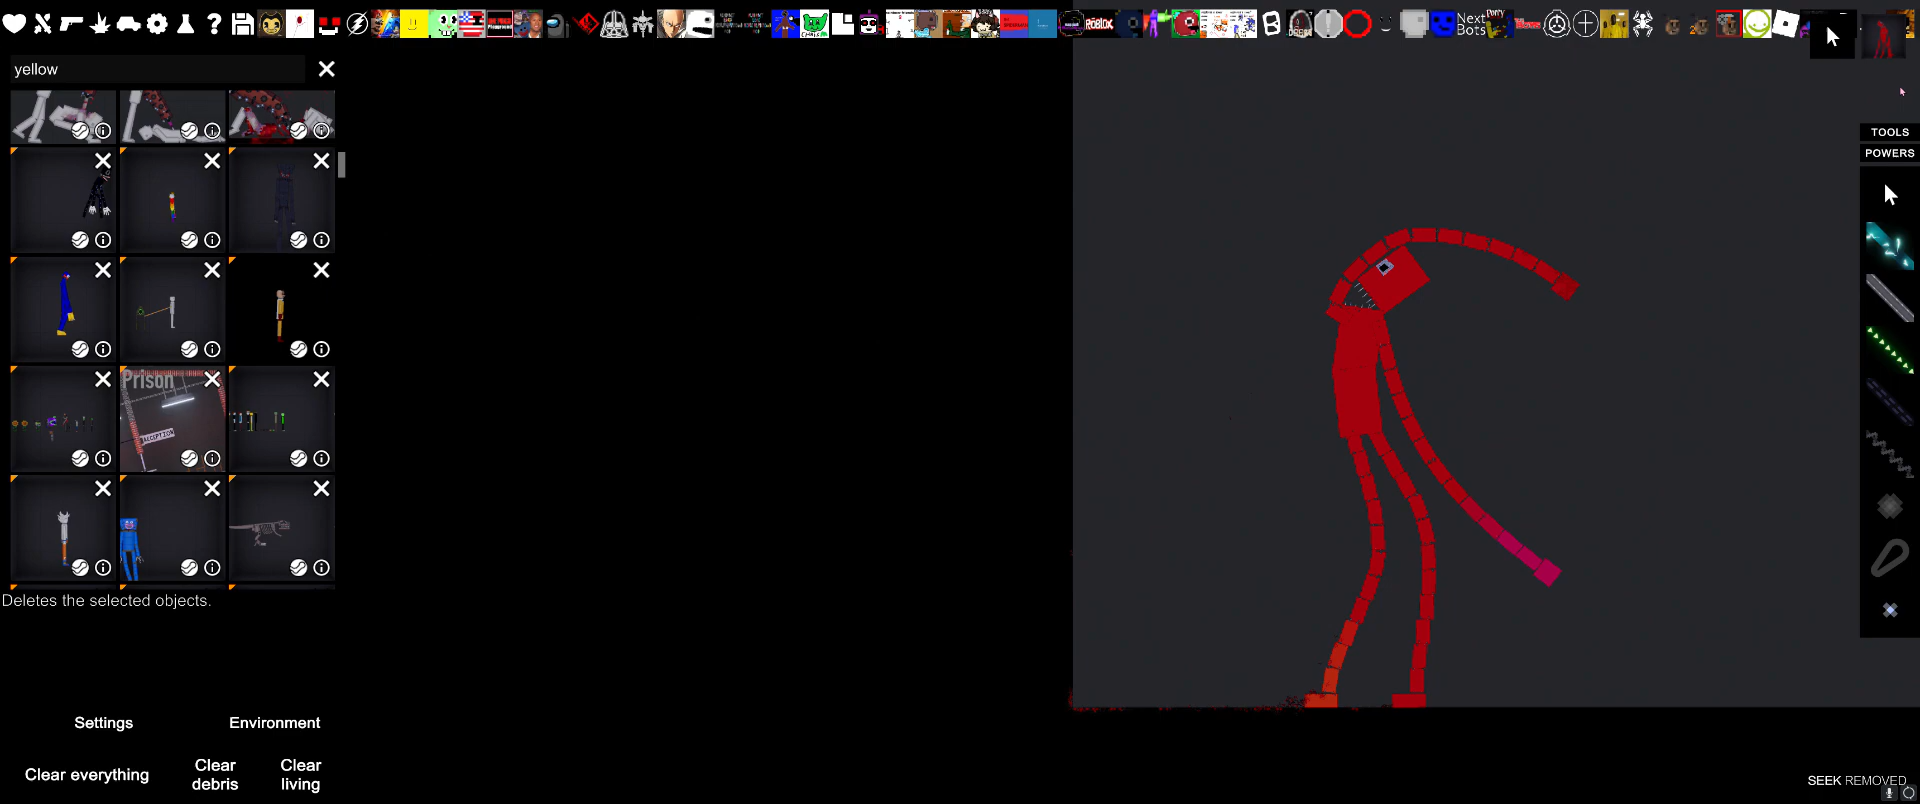 Next
Bots
ROBLOX
yellow
TOOLS
POWERS
Prison
Deletes the selected objects.
Settings
Environment
Clear everything
Clear
debris
Clear
living
SEEK REMOVED